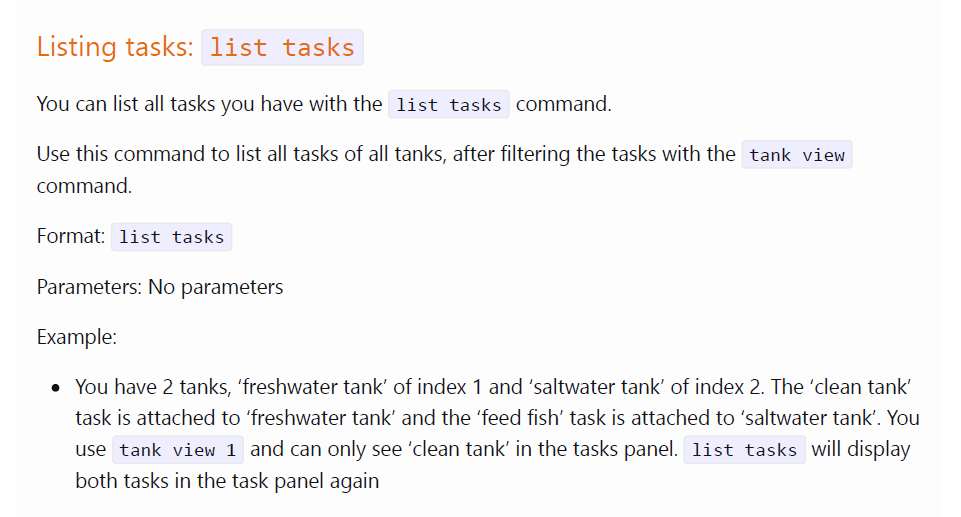 Listing tasks: list tasks
You can list all tasks you have with the list tasks command.
Use this command to list all tasks of all tanks, after filtering the tasks with the tank view
command.
Format: list tasks
Parameters: No parameters
Example:
• You have 2 tanks, ‘freshwater tank’ of index 1 and ‘saltwater tank’ of index 2. The ‘clean tank’
task is attached to ‘freshwater tank’ and the ‘feed fish’ task is attached to ‘saltwater tank’. You
use tank view 1 and can only see ‘clean tank’ in the tasks panel. list tasks will display
both tasks in the task panel again